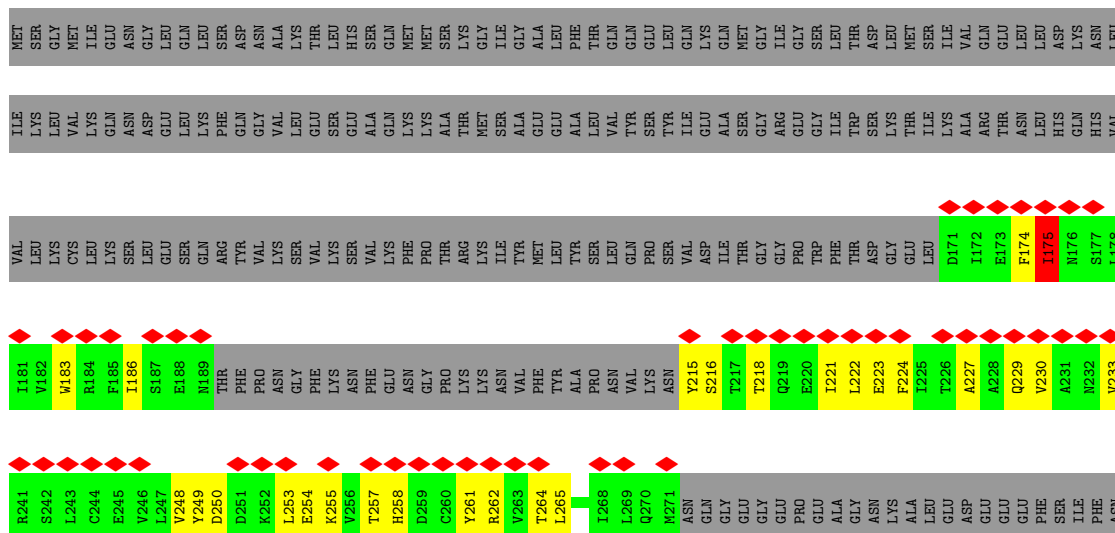 MET SER GLY MET ILE GLU ASN GLY LEU GLN LEU SER ASP ASN ALA LYS THR LEU HIS SER GLN MET MET SER LYS GLY ILE GLY ALA LEU PHE THR GLN GLN GLU LEU GLN LYS GLN MET GLY ILE GLY SER LEU THR ASP LEU MET SER ILE VAL GLN GLU LEU LEU ASP LYS ASN LEU
ILE LYS LEU VAL LYS GLN ASN ASP GLU LEU LYS PHE GLN GLY VAL LEU GLU SER GLU ALA GLN LYS LYS ALA THR MET SER ALA GLU GLU ALA LEU VAL TYR SER TYR ILE GLU ALA SER GLY ARG GLU GLY ILE TRP SER LYS THR ILE LYS ALA ARG THR ASN LEU HIS GLN HIS VAL
VAL LEU LYS CYS LEU LYS SER LEU GLU SER GLN ARG TYR VAL LYS SER VAL LYS SER VAL LYS PHE PRO THR ARG LYS ILE TYR MET LEU TYR SER LEU GLN PRO SER VAL ASP ILE THR GLY GLY PRO TRP PHE THR ASP GLY GLU LEU D171 I172 E173 F174 I175 N176 S177 L178
I181 V182 W183 R184 F185 I186 S187 E188 N189 THR PHE PRO ASN GLY PHE LYS ASN PHE GLU ASN GLY PRO LYS LYS ASN VAL PHE TYR ALA PRO ASN VAL LYS ASN Y215 S216 T217 T218 Q219 E220 I221 L222 E223 F224 I225 T226 A227 A228 Q229 V230 A231 N232 V233
R241 S242 L243 C244 E245 V246 L247 V248 Y249 D250 D251 K252 L253 E254 K255 V256 T257 H258 D259 C260 Y261 R262 V263 T264 L265 I268 L269 Q270 M271 ASN GLN GLY GLU GLY GLU PRO GLU ALA GLY ASN LYS ALA LEU GLU ASP GLU GLU GLU PHE SER ILE PHE ASN